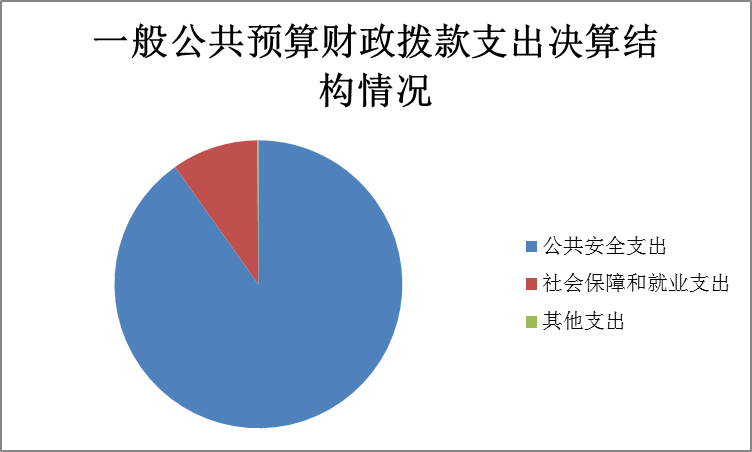 一般公共预算财政拨款支出决算结
构情况
公共安全支出
社会保障和就业支出
其他支出